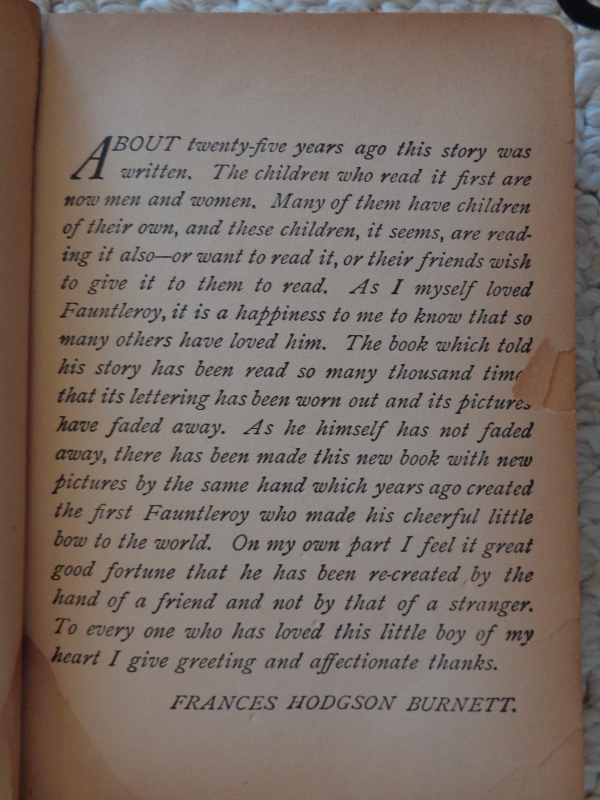 ABOUT twenty-five years ago this story was
written. The children who read it first are
now men and women. Many of them have children
of their own, and these children, it seems, are read-
ing it also—or want to read it, or their friends wish
to give it to them to read. As I myself loved
Fauntleroy, it is a happiness to me to know that so
many others have loved him. The book which told
his story has been read so many thousand times
that its lettering has been worn out and its pictures
have faded away. As he himself has not faded
away, there has been made this new book with new
pictures by the same hand which years ago created
the first Fauntleroy who made his cheerful little
bow to the world. On my own part I feel it great
good fortune that he has been re-created by the
hand of a friend and not by that of a stranger.
To every one who has loved this little boy of my
heart I give greeting and affectionate thanks.
FRANCES HODGSON BURNETT.